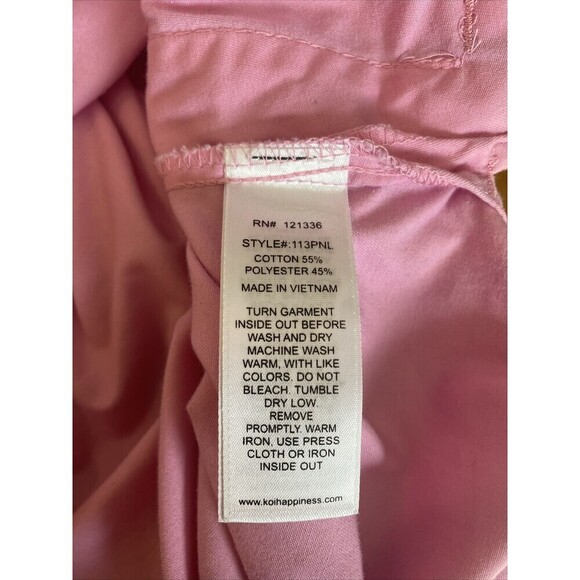 RN# 121336
STYLE#:113PNL
COTTON 55%
POLYESTER 45%
MADE IN VIETNAM
TURN GARMENT
INSIDE OUT BEFORE
WASH AND DRY
MACHINE WASH
WARM, WITH LIKE
COLORS. DO NOT
BLEACH. TUMBLE
DRY LOW.
REMOVE
PROMPTLY. WARM
IRON. USE PRESS
CLOTH OR IRON
INSIDE OUT
www.koihappiness.com